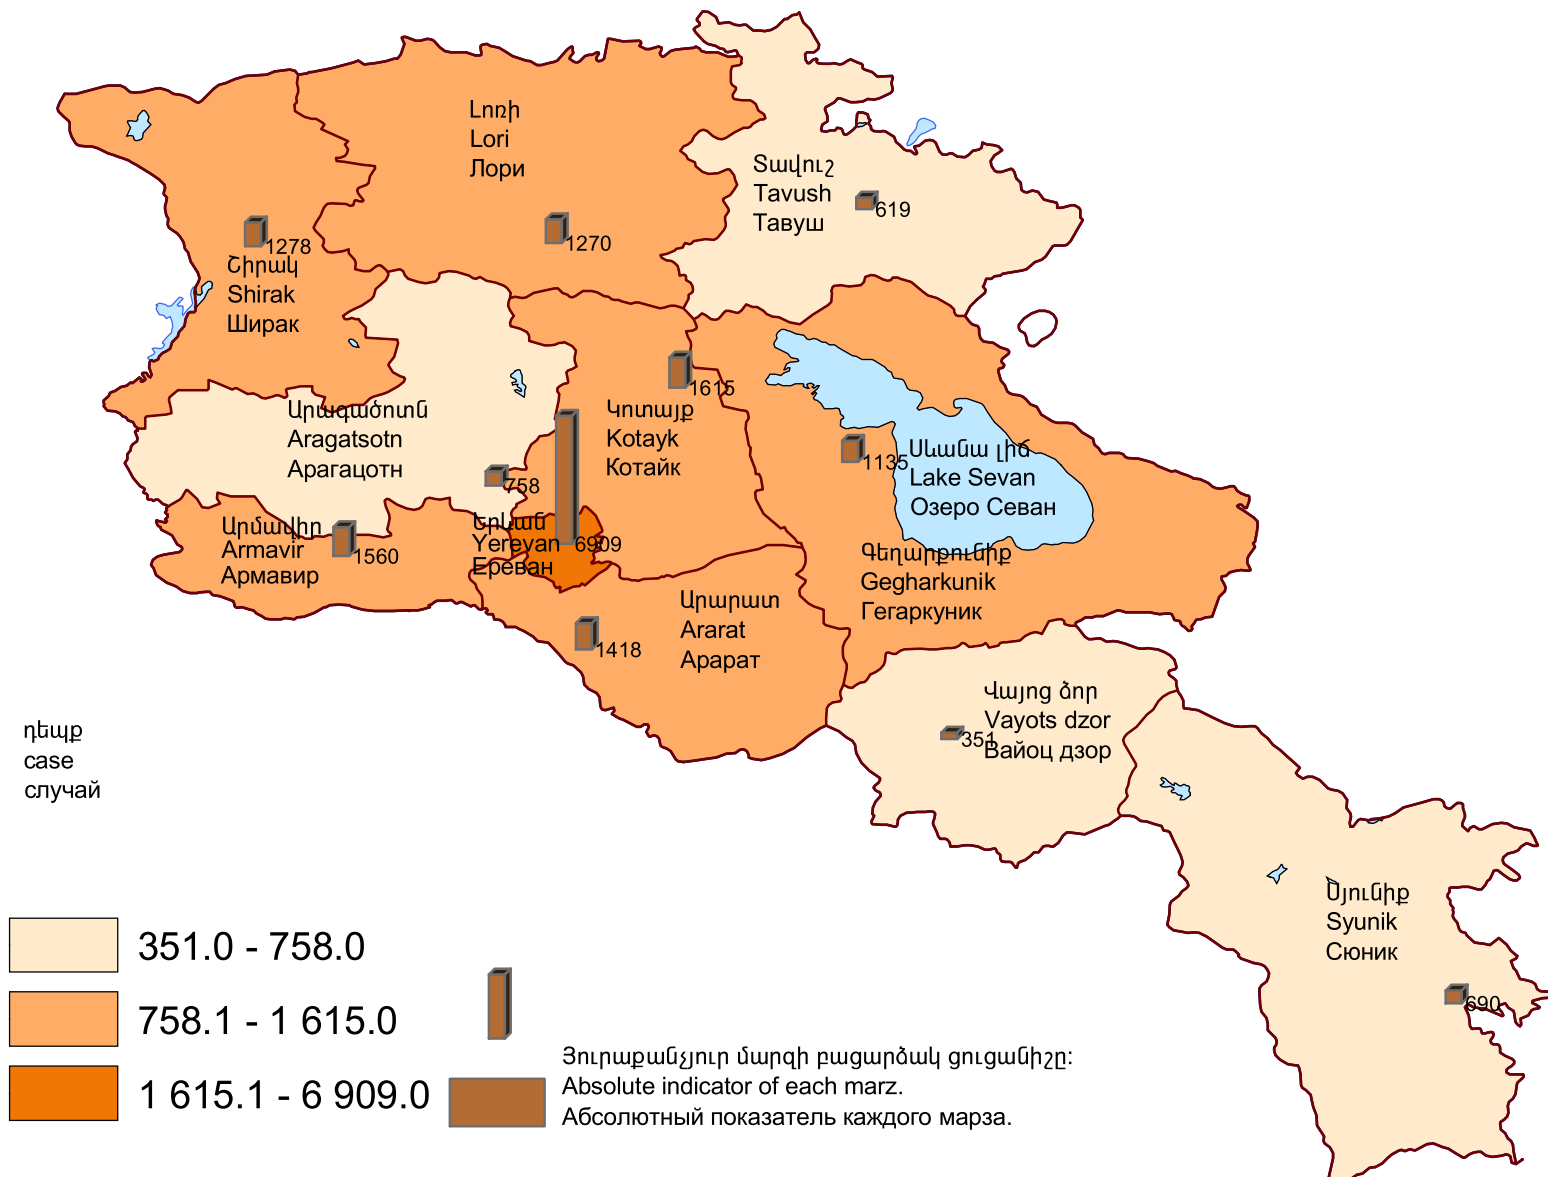 Լոռի
Lori
Лори
1270
Տավուշ
Tavush
Тавуш
619
1278
Շիրակ
Shirak
Ширак
1615
Կոտայք
Kotayk
Котайк
Արագածոտն
Aragatsotn
Арагацотн
758
1135
Սևանա լիճ
Lake Sevan
Озеро Севан
Արմավիր
Armavir
Армавир
1560
Երևան
Yerevan
Ереван
6909
Գեղարքունիք
Gegharkunik
Гегаркуник
Արարատ
Ararat
Арарат
1418
Վայոց ձոր
Vayots dzor
Вайоц дзор
351
Սյունիք
Syunik
Сюник
690
դեպք
case
случай
351.0 - 758.0
758.1 - 1 615.0
1 615.1 - 6 909.0
Յուրաքանչյուր մարզի բացարձակ ցուցանիշը:
Absolute indicator of each marz.
Абсолютный показатель каждого марза.